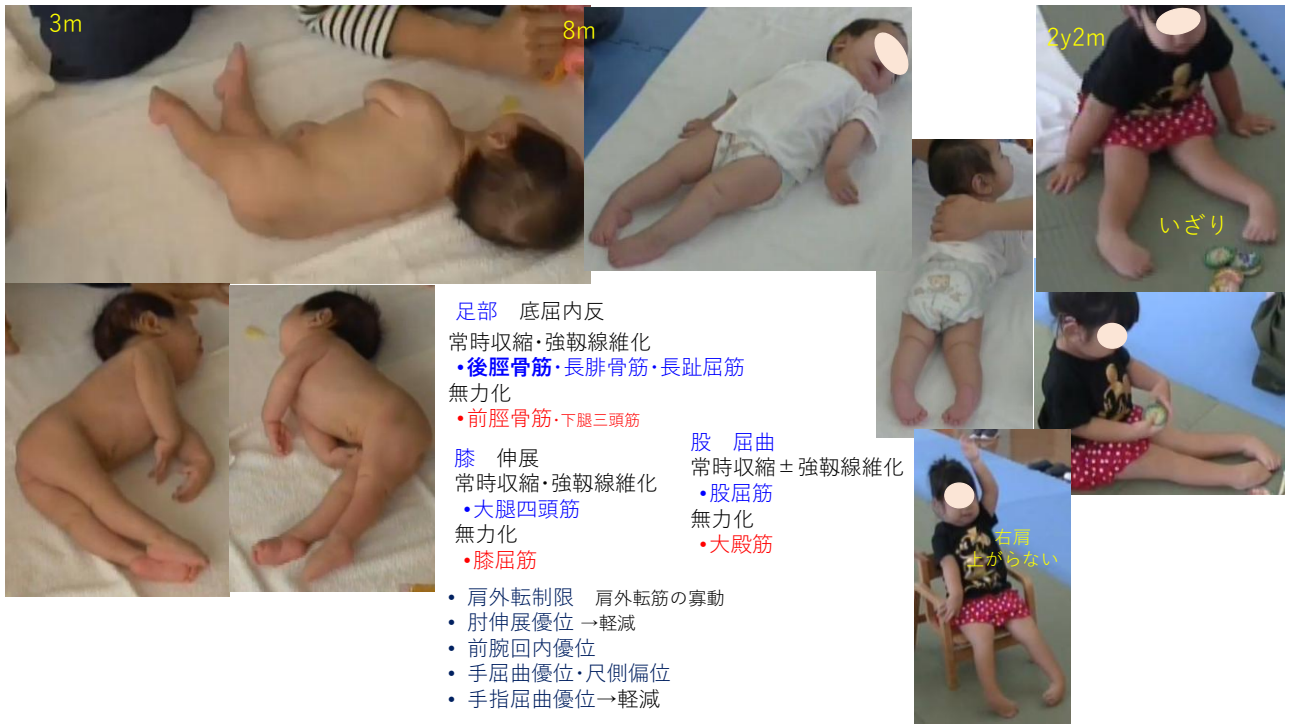 3m
8m
2y2m
いざり
足部　底屈内反
常時収縮・強靱線維化
•後脛骨筋・長腓骨筋・長趾屈筋
無力化
•前脛骨筋・下腿三頭筋
膝　伸展
常時収縮・強靱線維化
•大腿四頭筋
無力化
•膝屈筋
股　屈曲
常時収縮±強靱線維化
•股屈筋
無力化
•大殿筋
右肩
上がらない
• 肩外転制限　肩外転筋の寡動
• 肘伸展優位 →軽減
• 前腕回内優位
• 手屈曲優位・尺側偏位
• 手指屈曲優位→軽減